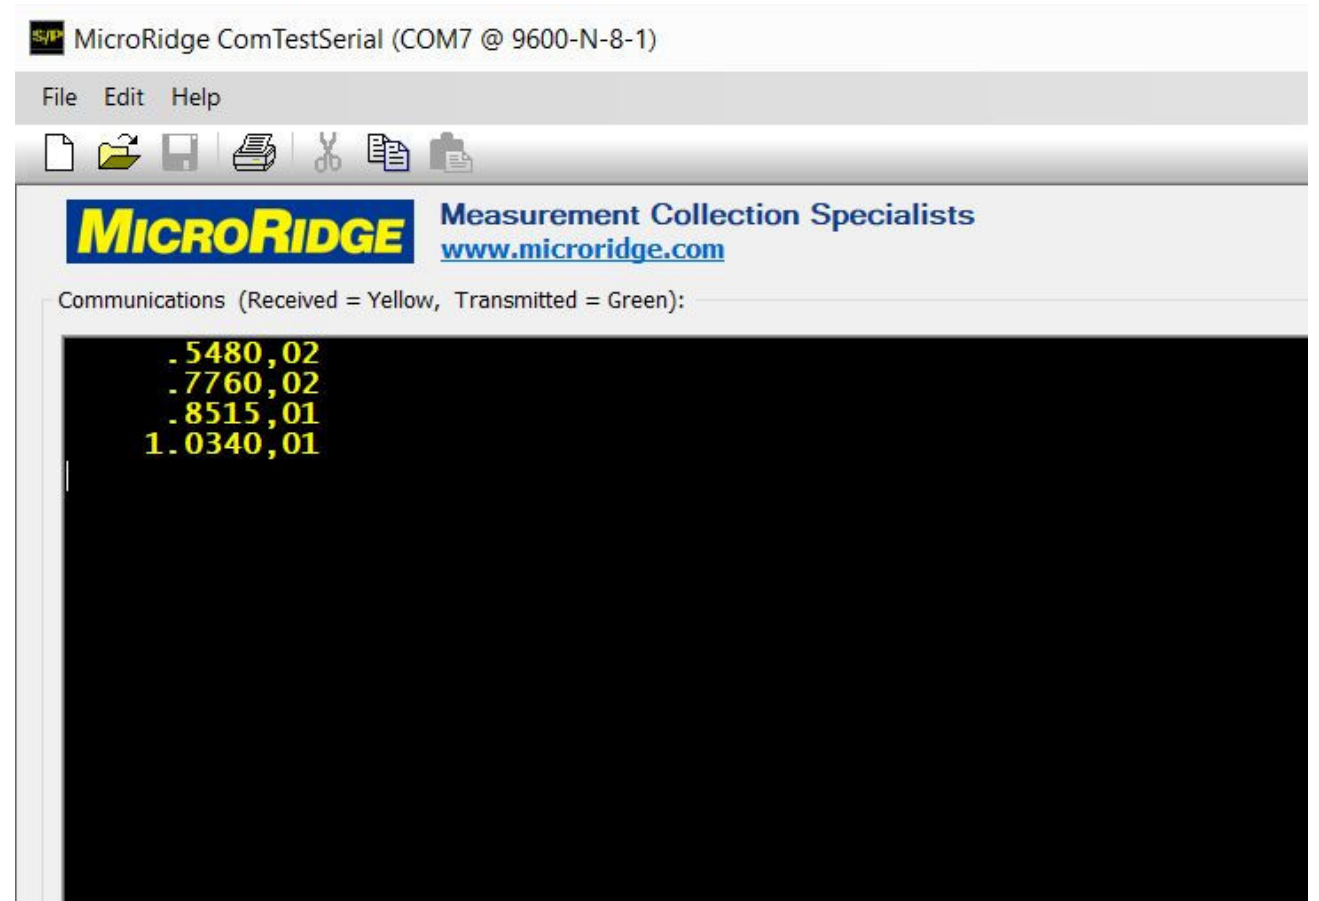 S/P MicroRidge ComTestSerial (COM7 @ 9600-N-8-1)
File Edit Help
MICRORIDGE
Measurement Collection Specialists
www.microridge.com
Communications (Received = Yellow, Transmitted = Green):
.5480,02
.7760,02
.8515,01
1.0340,01